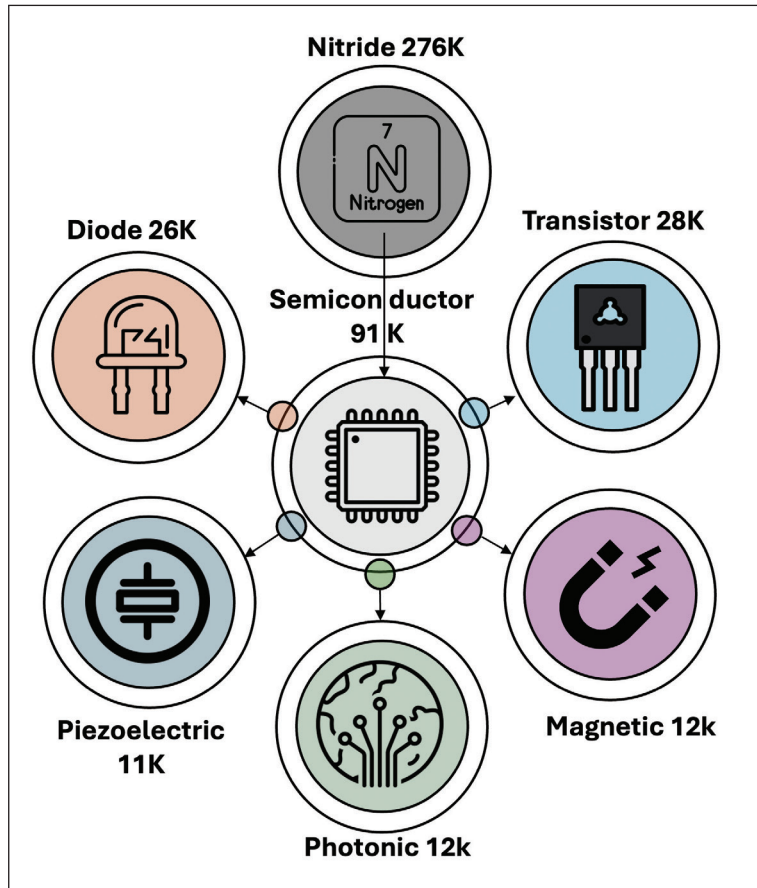 Nitride 276K
7
N
Nitrogen
Diode 26K
Transistor 28K
Semicon ductor
91 K
Piezoelectric
11K
Magnetic 12k
Photonic 12k